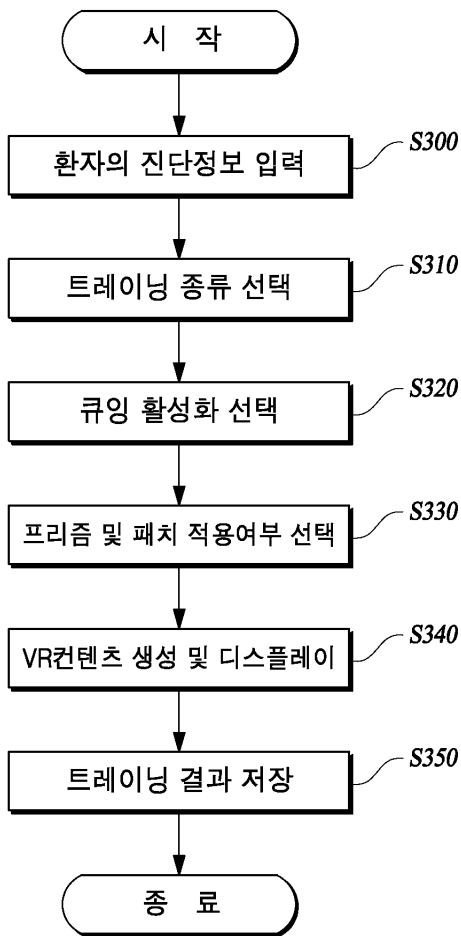 시 작
환자의 진단정보 입력
S300
트레이닝 종류 선택
S310
큐잉 활성화 선택
S320
프리즘 및 패치 적용여부 선택
S330
VR컨텐츠 생성 및 디스플레이
S340
트레이닝 결과 저장
S350
종 료